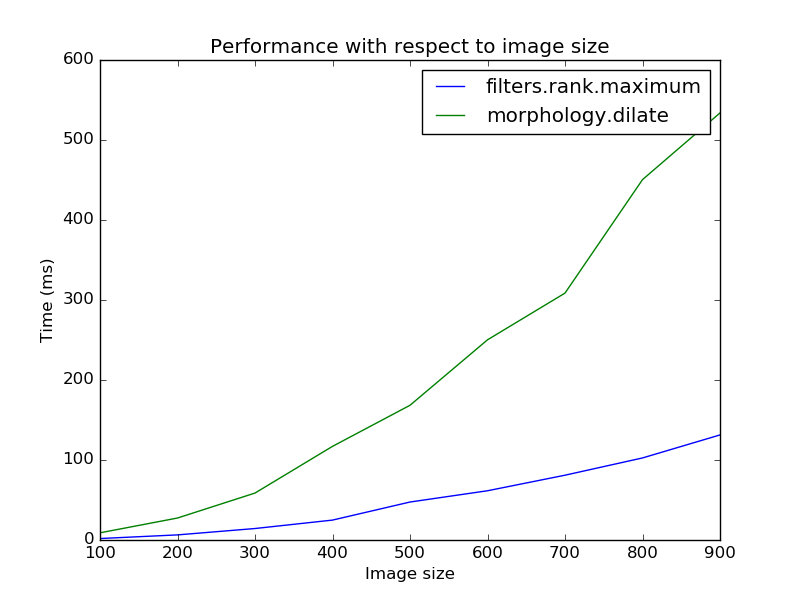 Performance with respect to image size
filters.rank.maximum
morphology.dilate
600
500
400
300
200
100
0
Time (ms)
100 200 300 400 500 600 700 800 900
Image size